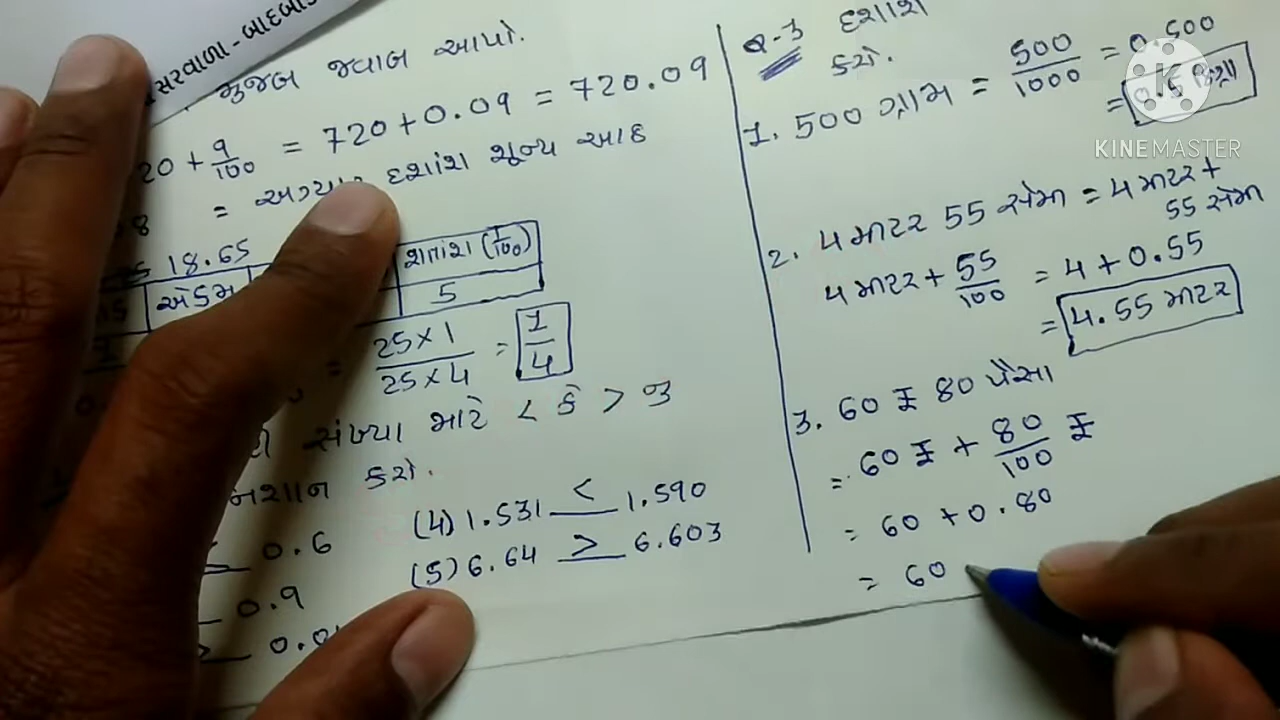 સરવાળા - બાદબાકી
મુજબ જવાબ આપો.
20 + 9/100 = 720 + 0.09 = 720.09
8 = અગ્યાર દશાંશ શૂન્ય આઠ
18.65
એકમ શતાંશ (1/100)
5
= 25 × 1 / 25 × 4 = 1/4
સંખ્યા માટે < કે > જ
નિશાન કરો.
< 0.6
0.9
> 0.0
(4) 1.531 < 1.590
(5) 6.64 > 6.603
Q-3 દશાંશ
કરો.
1. 500 ગ્રામ = 500/1000 = 0.500
=
2. 4 મીટર 55 સેમી = 4 મીટર +
55 સેમી
4 મીટર + 55/100 = 4 + 0.55
= 4.55 મીટર
3. 60 ₹ 80 પૈસા
= 60 ₹ + 80/100 ₹
= 60 + 0.80
= 60
K
KINEMASTER